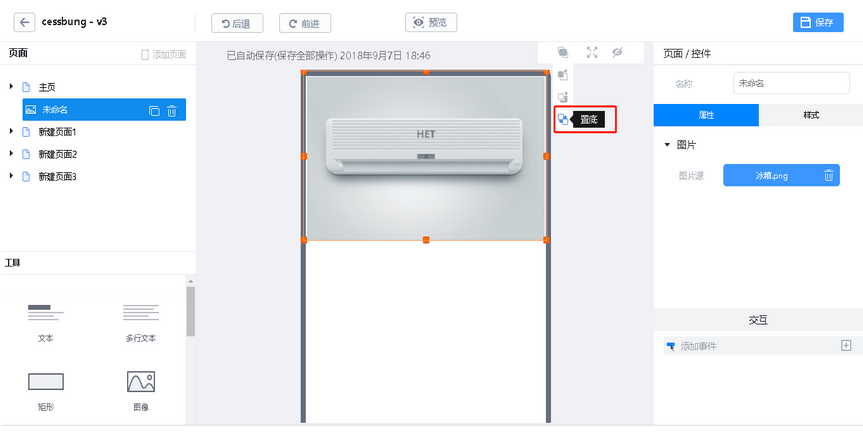 cessbung - v3
后退
前进
预览
保存
页面
添加页面
主页
未命名
新建页面1
新建页面2
新建页面3
工具
文本
多行文本
矩形
图像
已自动保存(保存全部操作) 2018年9月7日 18:46
HET
置底
页面 / 控件
名称
未命名
属性
样式
图片
图片源
冰箱.png
交互
添加事件